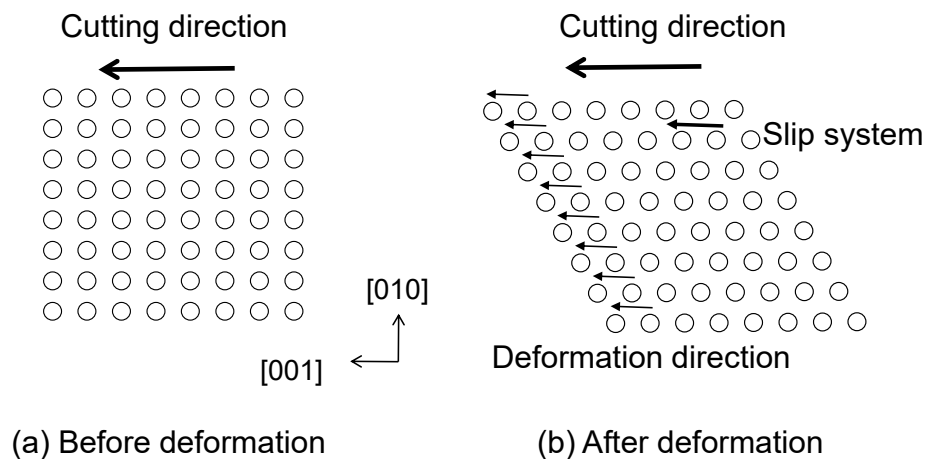 Cutting direction
Cutting direction
Slip system
[010]
[001]
Deformation direction
(a) Before deformation
(b) After deformation